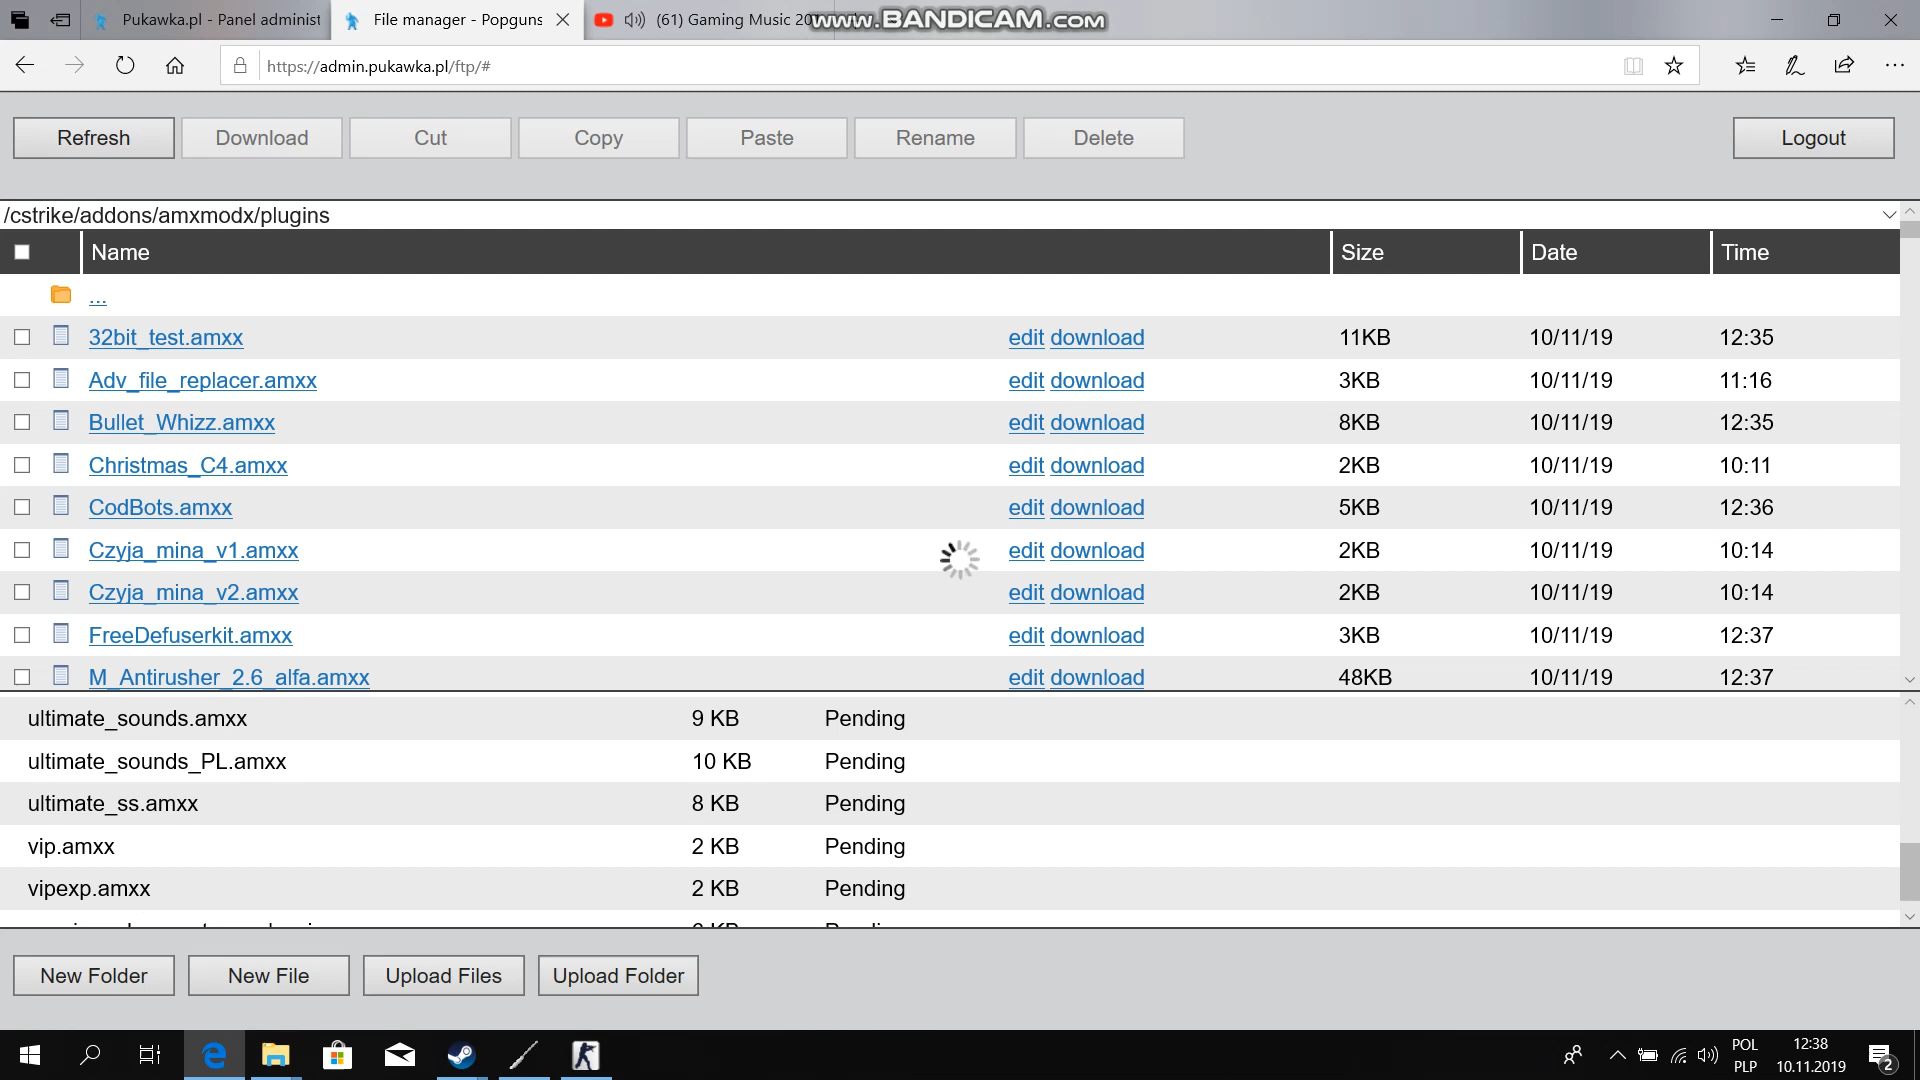 Pukawka.pl - Panel administ
File manager - Popguns
(61) Gaming Music 20
www.BANDICAM.com
https://admin.pukawka.pl/ftp/#
Refresh
Download
Cut
Copy
Paste
Rename
Delete
Logout
/cstrike/addons/amxmodx/plugins
Name Size Date Time
...
32bit_test.amxx edit download 11KB 10/11/19 12:35
Adv_file_replacer.amxx edit download 3KB 10/11/19 11:16
Bullet_Whizz.amxx edit download 8KB 10/11/19 12:35
Christmas_C4.amxx edit download 2KB 10/11/19 10:11
CodBots.amxx edit download 5KB 10/11/19 12:36
Czyja_mina_v1.amxx edit download 2KB 10/11/19 10:14
Czyja_mina_v2.amxx edit download 2KB 10/11/19 10:14
FreeDefuserkit.amxx edit download 3KB 10/11/19 12:37
M_Antirusher_2.6_alfa.amxx edit download 48KB 10/11/19 12:37
ultimate_sounds.amxx 9 KB Pending
ultimate_sounds_PL.amxx 10 KB Pending
ultimate_ss.amxx 8 KB Pending
vip.amxx 2 KB Pending
vipexp.amxx 2 KB Pending
New Folder
New File
Upload Files
Upload Folder
POL
PLP
12:38
10.11.2019
2